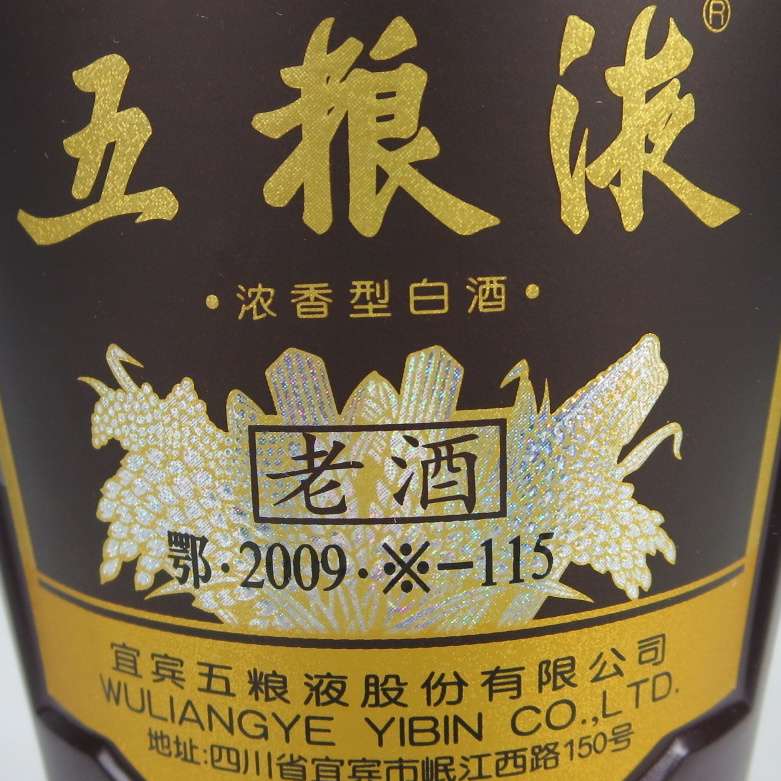 五粮液®
·浓香型白酒·
老酒
鄂·2009·※-115
宜宾五粮液股份有限公司
WULIANGYE YIBIN CO.,LTD.
地址:四川省宜宾市岷江西路150号